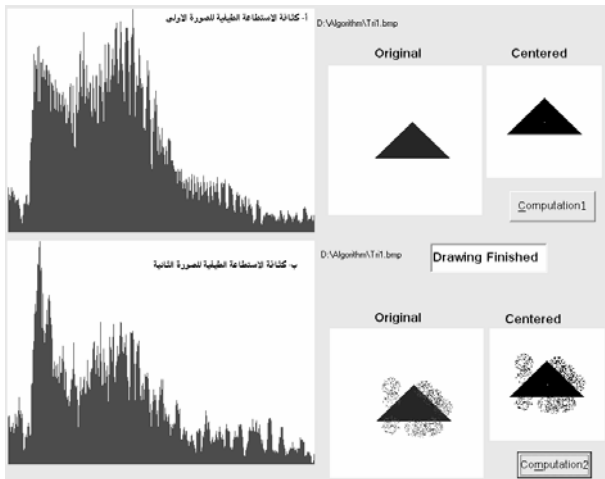 أ- كثافة الاستطاعة الطيفية للصورة الأولى
D:\Algorithm\Tri1.bmp
Original
Centered
Computation1
ب- كثافة الاستطاعة الطيفية للصورة الثانية
D:\Algorithm\Tri1.bmp
Drawing Finished
Original
Centered
Computation2